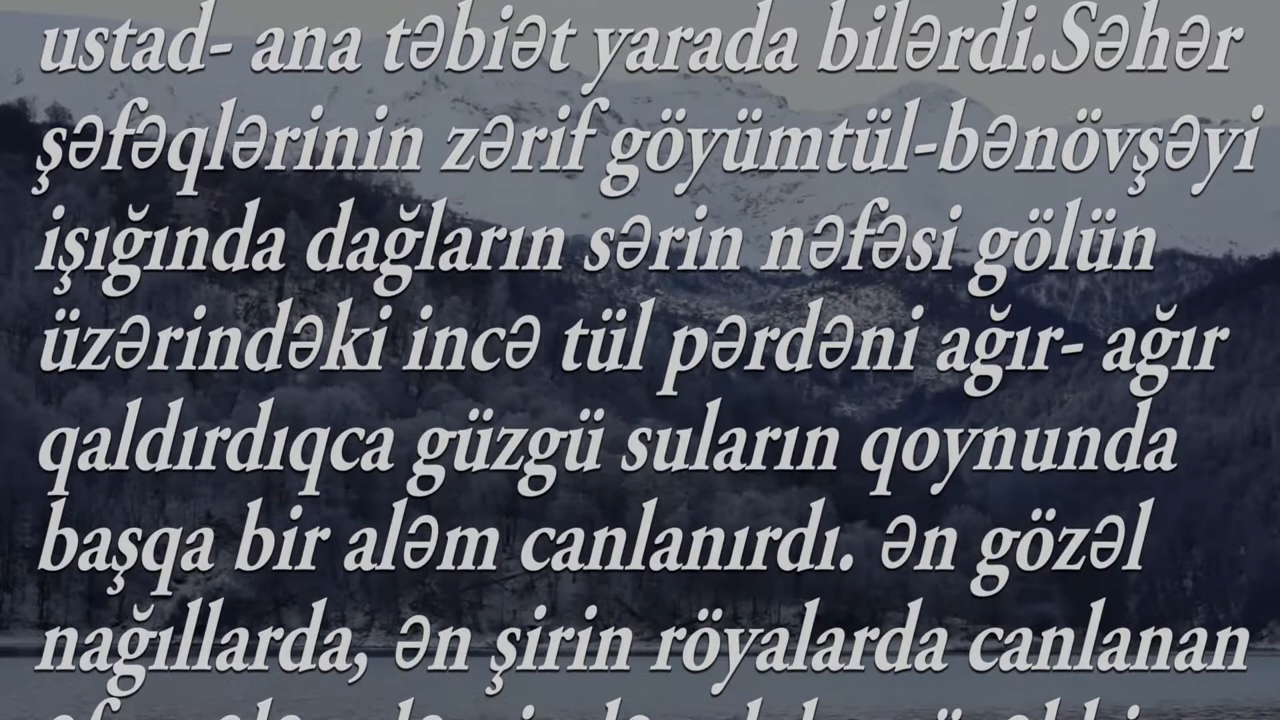 ustad- ana təbiət yarada bilərdi.Səhər
şəfəqlərinin zərif göyümtül-bənövşəyi
işığında dağların sərin nəfəsi gölün
üzərindəki incə tül pərdəni ağır- ağır
qaldırdıqca güzgü suların qoynunda
başqa bir aləm canlanırdı. ən gözəl
nağıllarda, ən şirin röyalarda canlanan